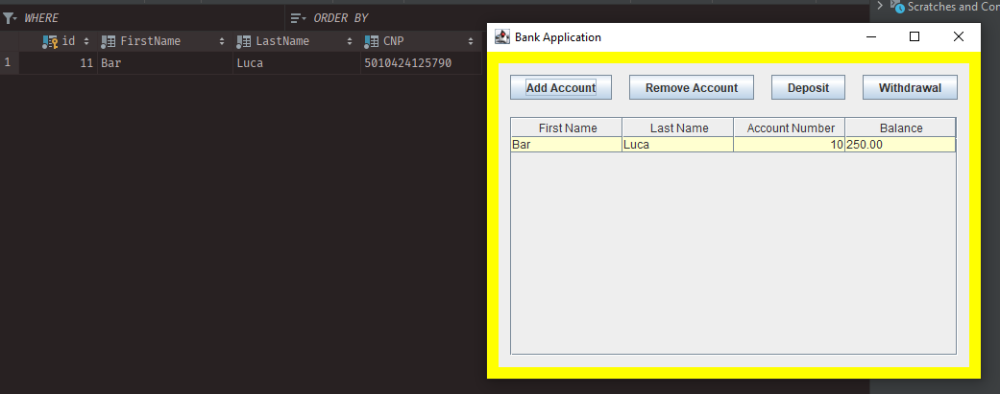 WHERE ORDER BY
id FirstName LastName CNP
1 11 Bar Luca 5010424125790
Scratches and Cor
Bank Application
Add Account Remove Account Deposit Withdrawal
First Name Last Name Account Number Balance
Bar Luca 10 250.00